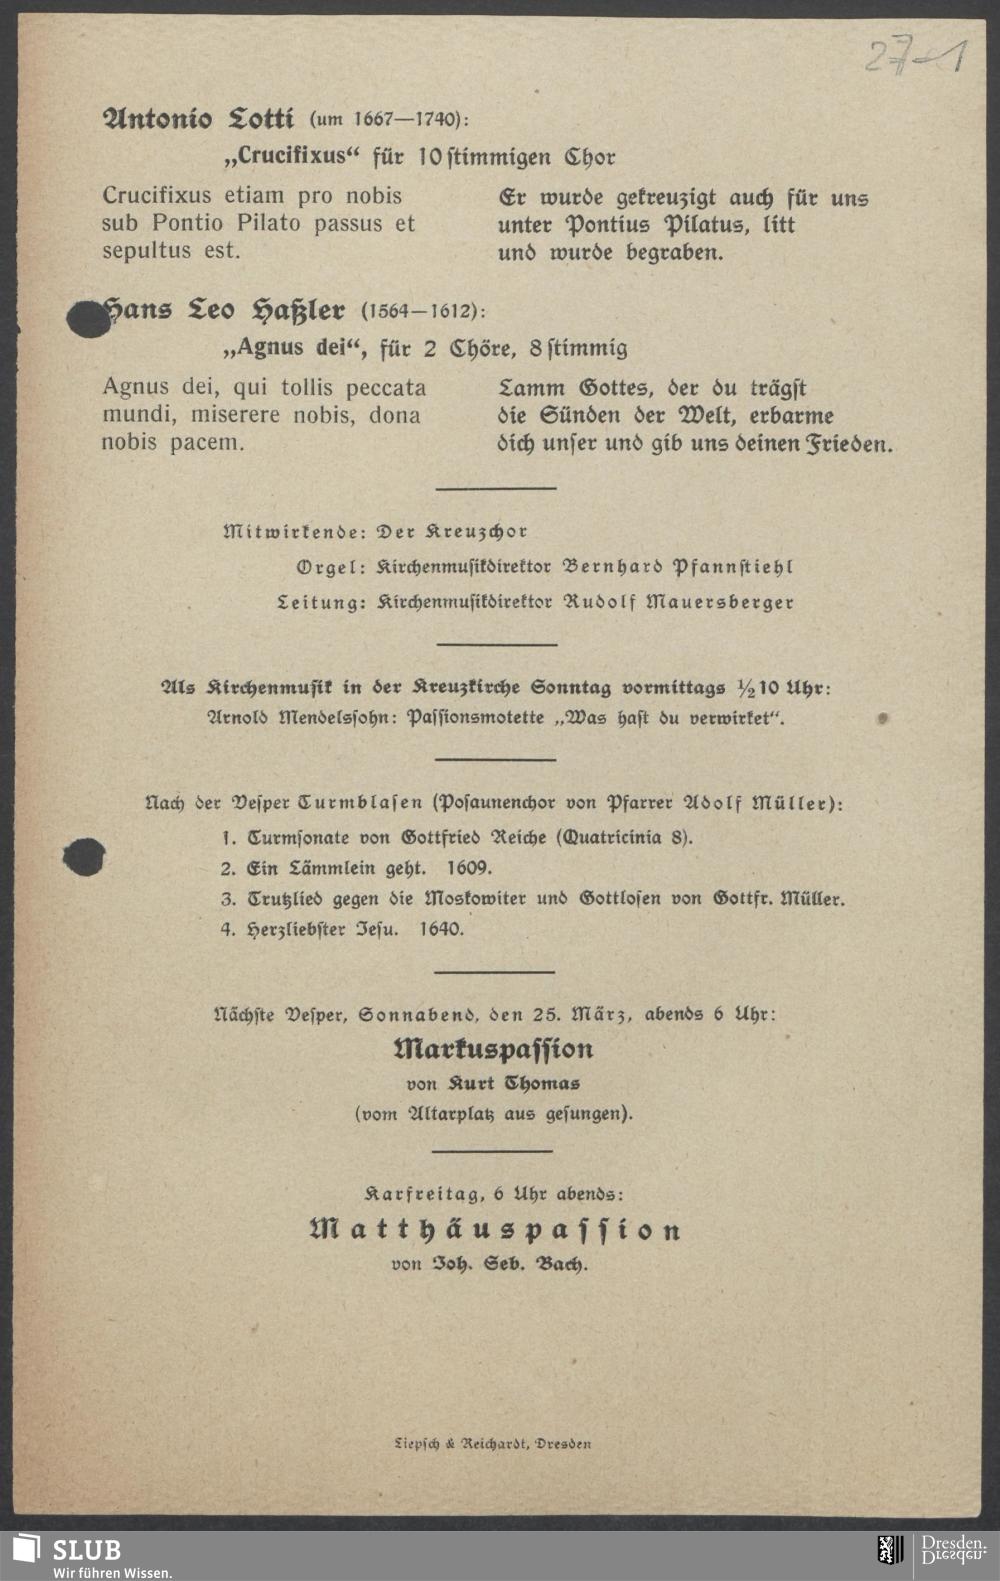 27-1
Antonio Lotti (um 1667—1740):
„Crucifixus“ für 10stimmigen Chor
Crucifixus etiam pro nobis
sub Pontio Pilato passus et
sepultus est.
Er wurde gekreuzigt auch für uns
unter Pontius Pilatus, litt
und wurde begraben.
Hans Leo Haßler (1564—1612):
„Agnus dei“, für 2 Chöre, 8stimmig
Agnus dei, qui tollis peccata
mundi, miserere nobis, dona
nobis pacem.
Lamm Gottes, der du trägst
die Sünden der Welt, erbarme
dich unser und gib uns deinen Frieden.
Mitwirkende: Der Kreuzchor
Orgel: Kirchenmusikdirektor Bernhard Pfannstiehl
Leitung: Kirchenmusikdirektor Rudolf Mauersberger
Als Kirchenmusik in der Kreuzkirche Sonntag vormittags ½10 Uhr:
Arnold Mendelssohn: Passionsmotette „Was hast du verwirket“.
Nach der Vesper Turmblasen (Posaunenchor von Pfarrer Adolf Müller):
1. Turmsonate von Gottfried Reiche (Quatricinia 8).
2. Ein Lämmlein geht. 1609.
3. Trutzlied gegen die Moskowiter und Gottlosen von Gottfr. Müller.
4. Herzliebster Jesu. 1640.
Nächste Vesper, Sonnabend, den 25. März, abends 6 Uhr:
Markuspassion
von Kurt Thomas
(vom Altarplatz aus gesungen).
Karfreitag, 6 Uhr abends:
Matthäuspassion
von Joh. Seb. Bach.
Liepsch & Reichardt, Dresden
SLUB
Wir führen Wissen.
Dresden.
Dresden.